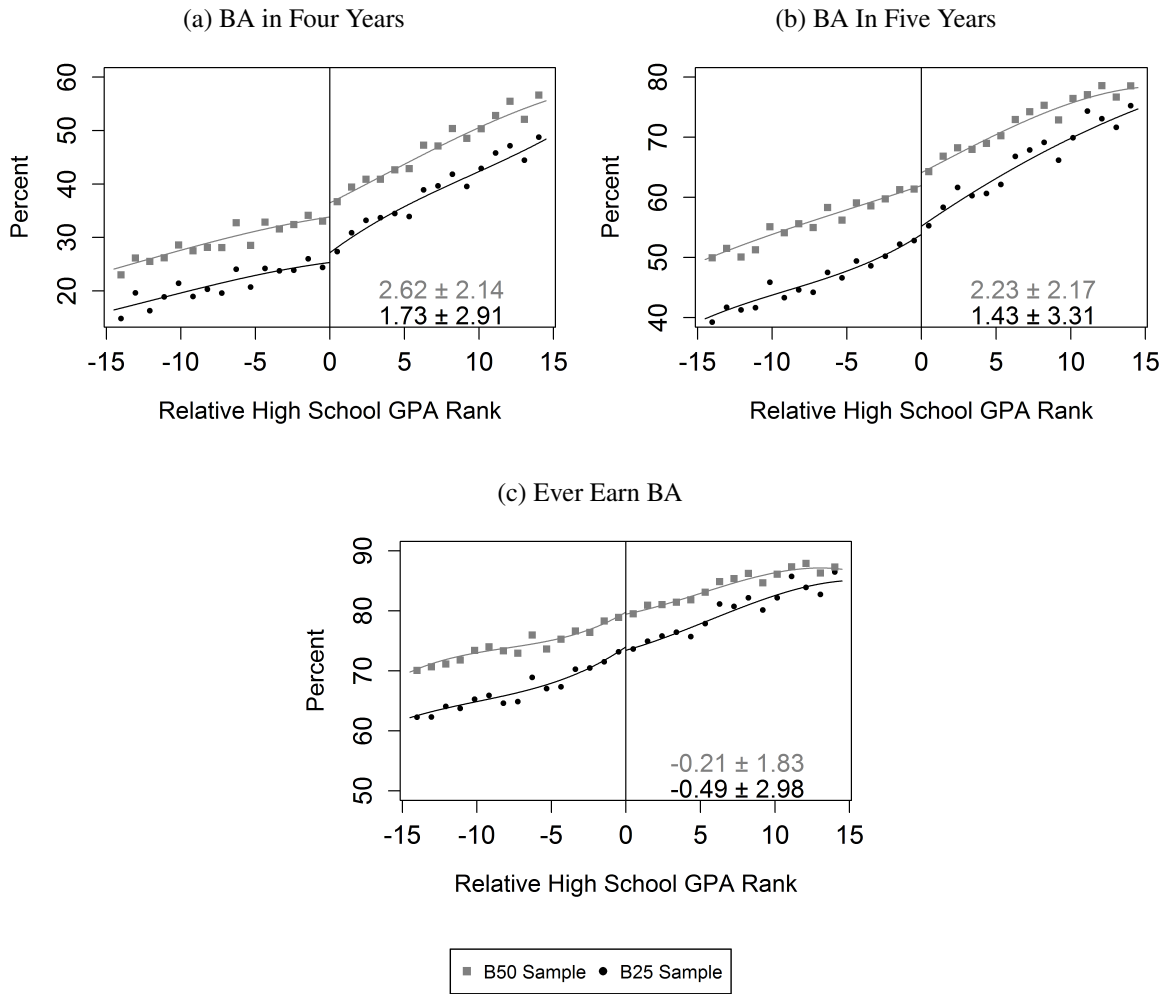 (a) BA in Four Years
Percent
20 30 40 50 60
2.62 ± 2.14
1.73 ± 2.91
-15 -10 -5 0 5 10 15
Relative High School GPA Rank
(b) BA In Five Years
Percent
40 50 60 70 80
2.23 ± 2.17
1.43 ± 3.31
-15 -10 -5 0 5 10 15
Relative High School GPA Rank
(c) Ever Earn BA
Percent
50 60 70 80 90
-0.21 ± 1.83
-0.49 ± 2.98
-15 -10 -5 0 5 10 15
Relative High School GPA Rank
B50 Sample B25 Sample